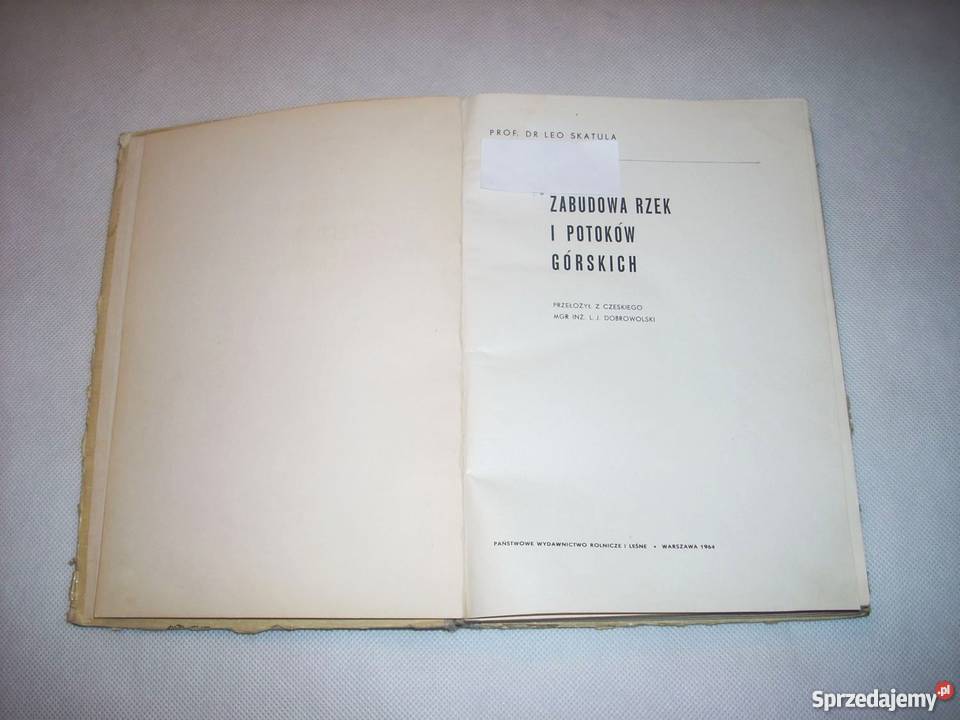 PROF. DR LEO SKATULA
ZABUDOWA RZEK
I POTOKÓW
GÓRSKICH
PRZEŁOŻYŁ Z CZESKIEGO
MGR INŻ. L. J. DOBROWOLSKI
PAŃSTWOWE WYDAWNICTWO ROLNICZE I LEŚNE • WARSZAWA 1964
Sprzedajemy.pl